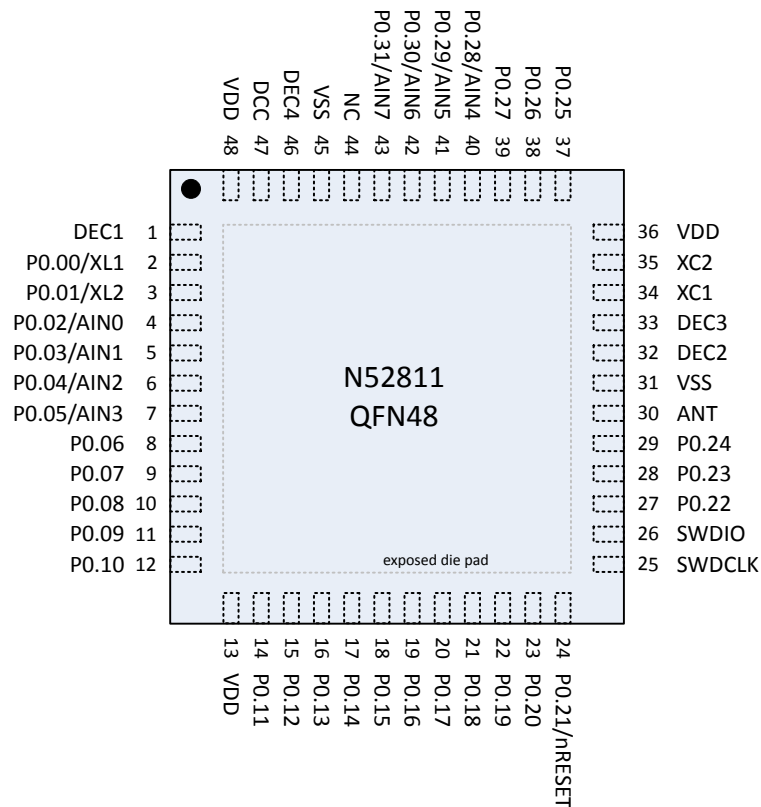 VDD 48
DCC 47
DEC4 46
VSS 45
NC 44
P0.31/AIN7 43
P0.30/AIN6 42
P0.29/AIN5 41
P0.28/AIN4 40
P0.27 39
P0.26 38
P0.25 37
DEC1 1
P0.00/XL1 2
P0.01/XL2 3
P0.02/AIN0 4
P0.03/AIN1 5
P0.04/AIN2 6
P0.05/AIN3 7
P0.06 8
P0.07 9
P0.08 10
P0.09 11
P0.10 12
N52811
QFN48
exposed die pad
36 VDD
35 XC2
34 XC1
33 DEC3
32 DEC2
31 VSS
30 ANT
29 P0.24
28 P0.23
27 P0.22
26 SWDIO
25 SWDCLK
13 VDD
14 P0.11
15 P0.12
16 P0.13
17 P0.14
18 P0.15
19 P0.16
20 P0.17
21 P0.18
22 P0.19
23 P0.20
24 P0.21/nRESET